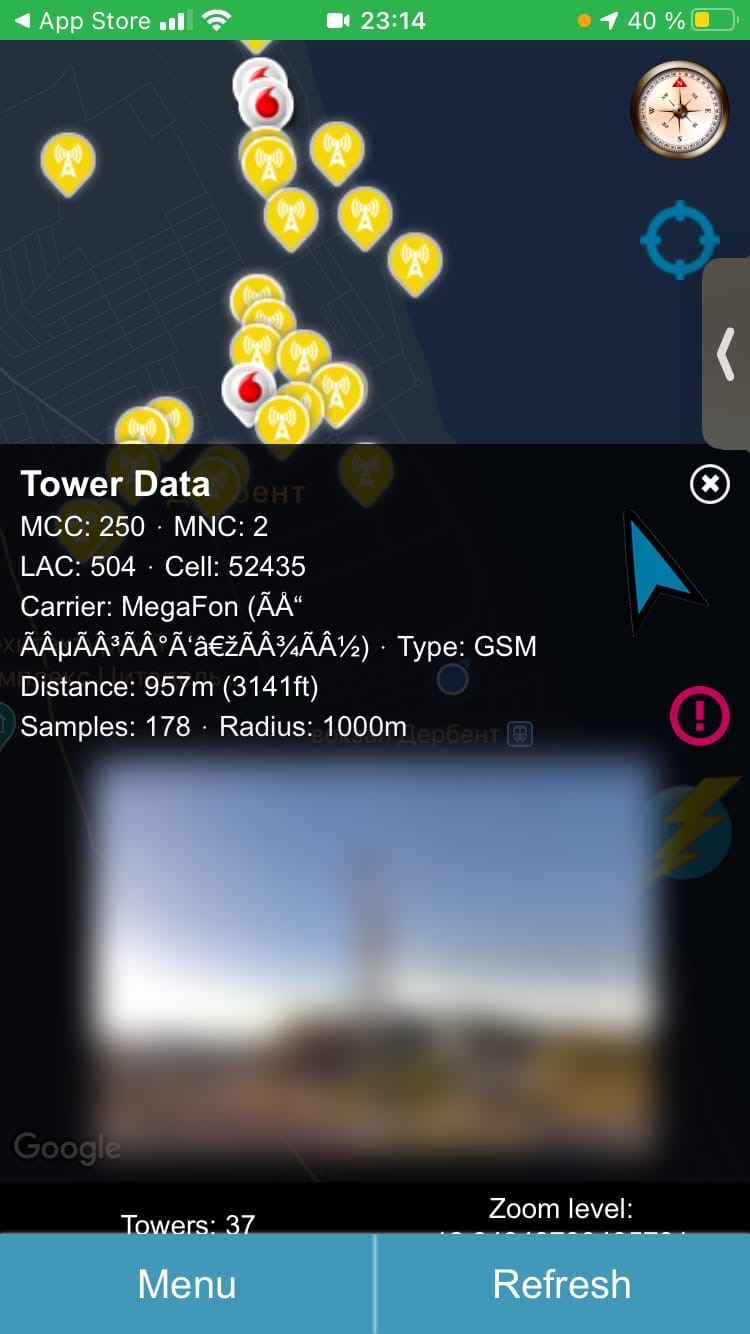 App Store 23:14 40 %
Tower Data
MCC: 250 · MNC: 2
LAC: 504 · Cell: 52435
Carrier: MegaFon (ÃÅ“
ÃÂµÃÂ³ÃÂ°Ã‘â€žÃÂ¾ÃÂ½) · Type: GSM
Distance: 957m (3141ft)
Samples: 178 · Radius: 1000m
вокзал Дербент
Google
Towers: 37
Zoom level:
Menu
Refresh